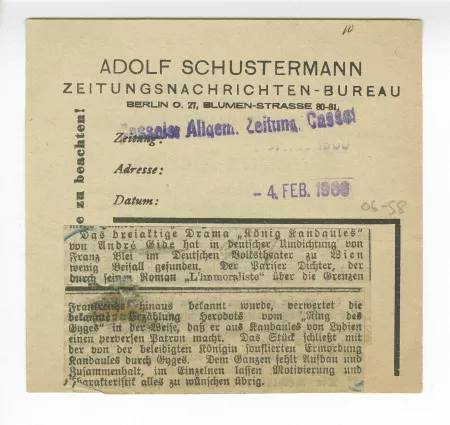 10
ADOLF SCHUSTERMANN
ZEITUNGSNACHRICHTEN-BUREAU
BERLIN O. 27, BLUMEN-STRASSE 80-81.
e zu beachten!
Zeitung: Casseler Allgem. Zeitung, Cassel
Adresse:
Datum: - 4. FEB. 1906
06-58
Das dreiaktige Drama „König Kandaules“
von André Gide hat in deutscher Umdichtung von
Franz Blei im Deutschen Volkstheater zu Wien
wenig Beifall gefunden. Der Pariser Dichter, der
durch seinen Roman „L'Immoraliste“ über die Grenzen
Frankreichs hinaus bekannt wurde, verwertet die
bekannte Erzählung Herodots vom „Ring des
Gyges“ in der Weise, daß er aus Kandaules von Lydien
einen perversen Patron macht. Das Stück schließt mit
der von der beleidigten Königin souflierten Ermordung
Kandaules durch Gyges. Dem Ganzen fehlt Aufbau und
Zusammenhalt, im Einzelnen lassen Motivierung und
Charakteristik alles zu wünschen übrig.